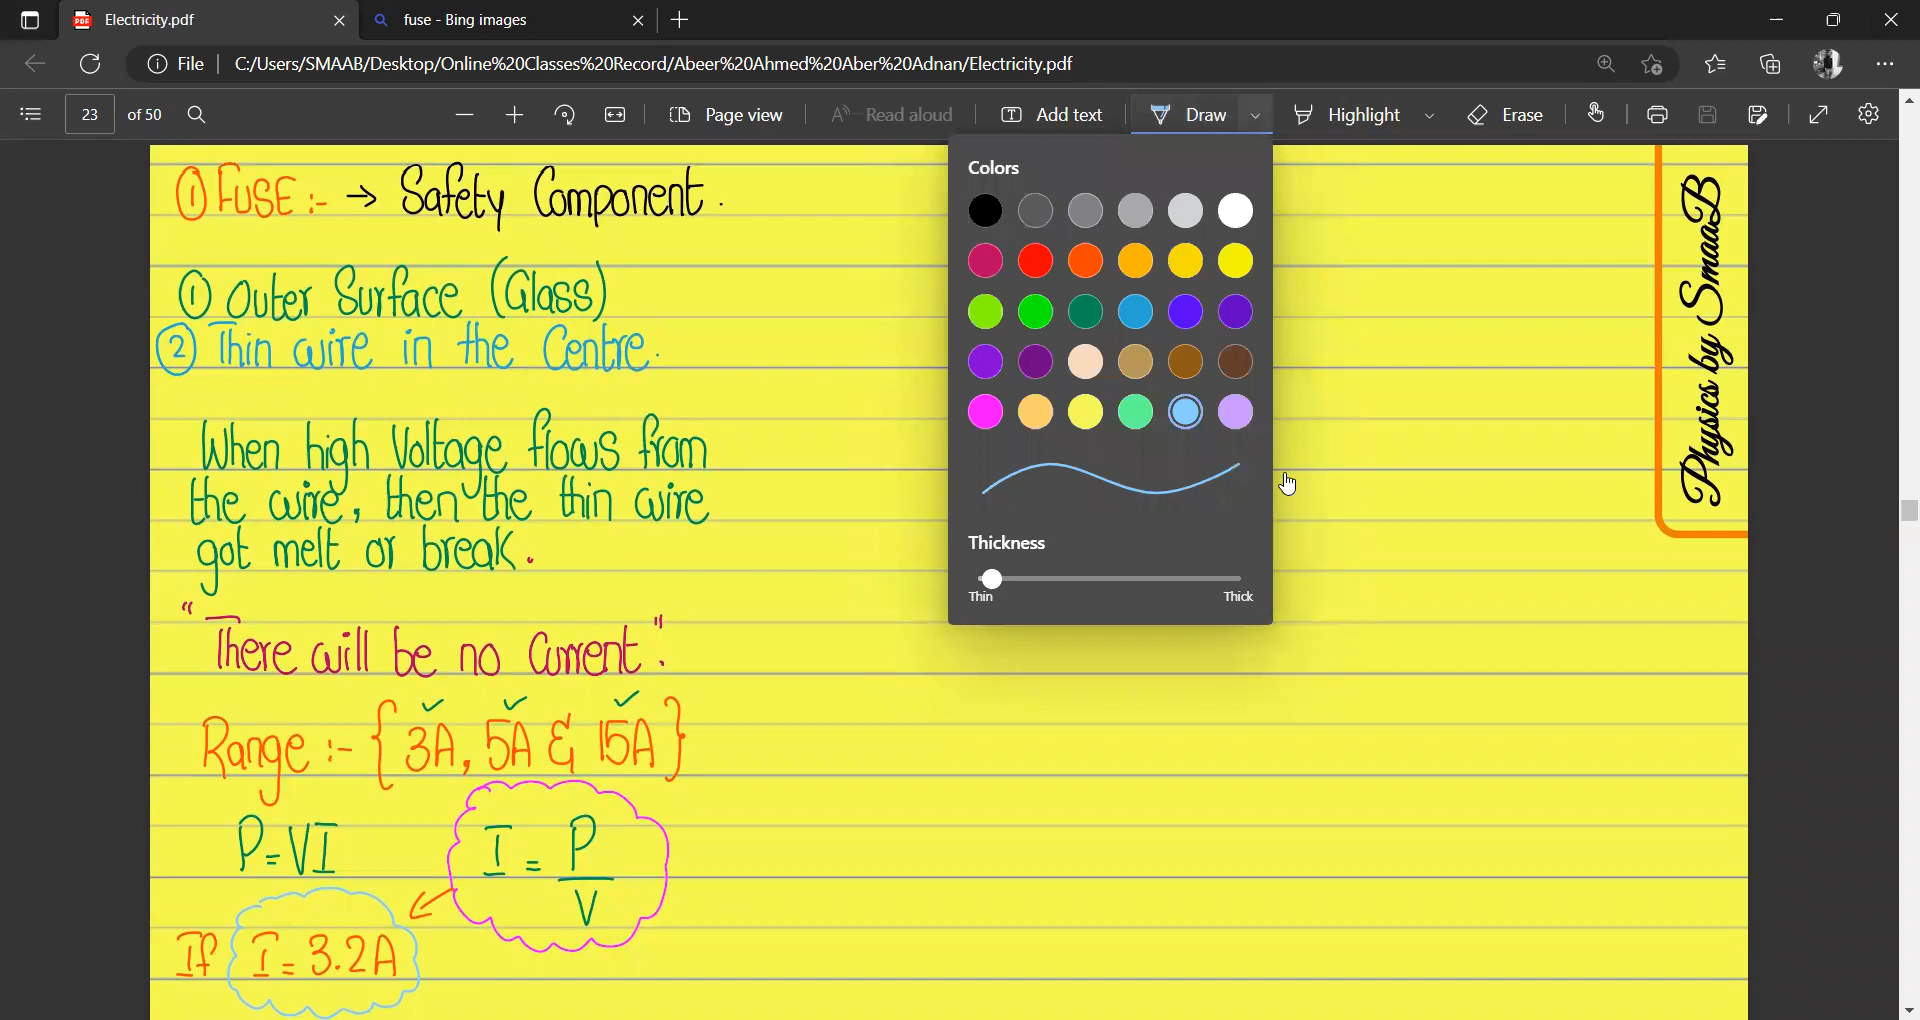 Electricity.pdf
fuse - Bing images
File
C:/Users/SMAAB/Desktop/Online%20Classes%20Record/Abeer%20Ahmed%20Aber%20Adnan/Electricity.pdf
23 of 50
Page view
Read aloud
Add text
Draw
Highlight
Erase
① FUSE :- → Safety Component.
① Outer Surface (Glass)
② Thin wire in the Centre.
When high Voltage flows from
the wire, then the thin wire
got melt or break.
"There will be no Current".
Range :- { 3A, 5A & 15A }
P = VI
I = P
V
If I = 3.2A
Colors
Thickness
Thin Thick
Physics by SmaaB